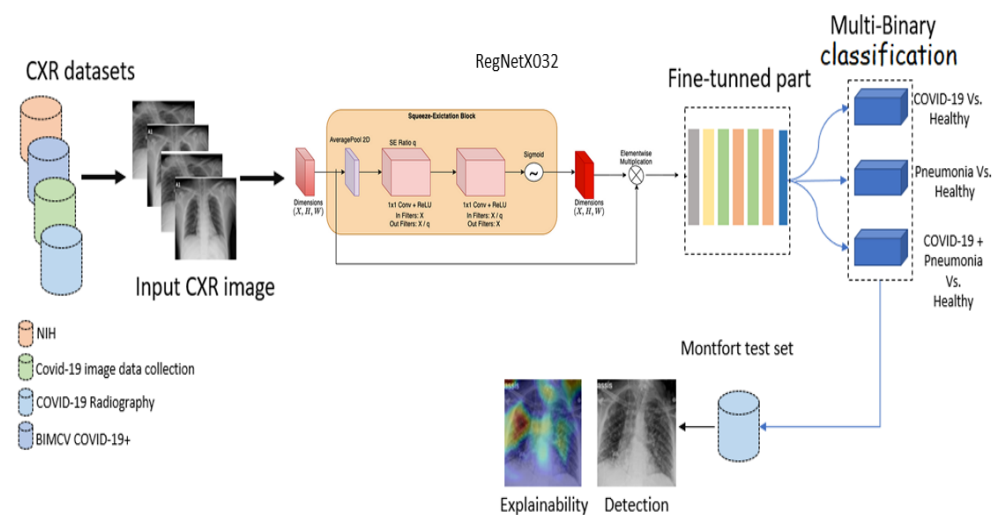 CXR datasets
Input CXR image
NIH
Covid-19 image data collection
COVID-19 Radiography
BIMCV COVID-19+
RegNetX032
Squeeze-Exictation Block
AveragePool 2D
SE Ratio q
Sigmoid
~
1x1 Conv + ReLU
In Filters: X
Out Filters: X / q
1x1 Conv + ReLU
In Filters: X / q
Out Filters: X
Dimensions
(X, H, W)
Dimensions
(X, H, W)
Elementwise
Multiplication
Fine-tunned part
Multi-Binary
classification
COVID-19 Vs.
Healthy
Pneumonia Vs.
Healthy
COVID-19 +
Pneumonia
Vs.
Healthy
Montfort test set
assis
assis
Explainability
Detection